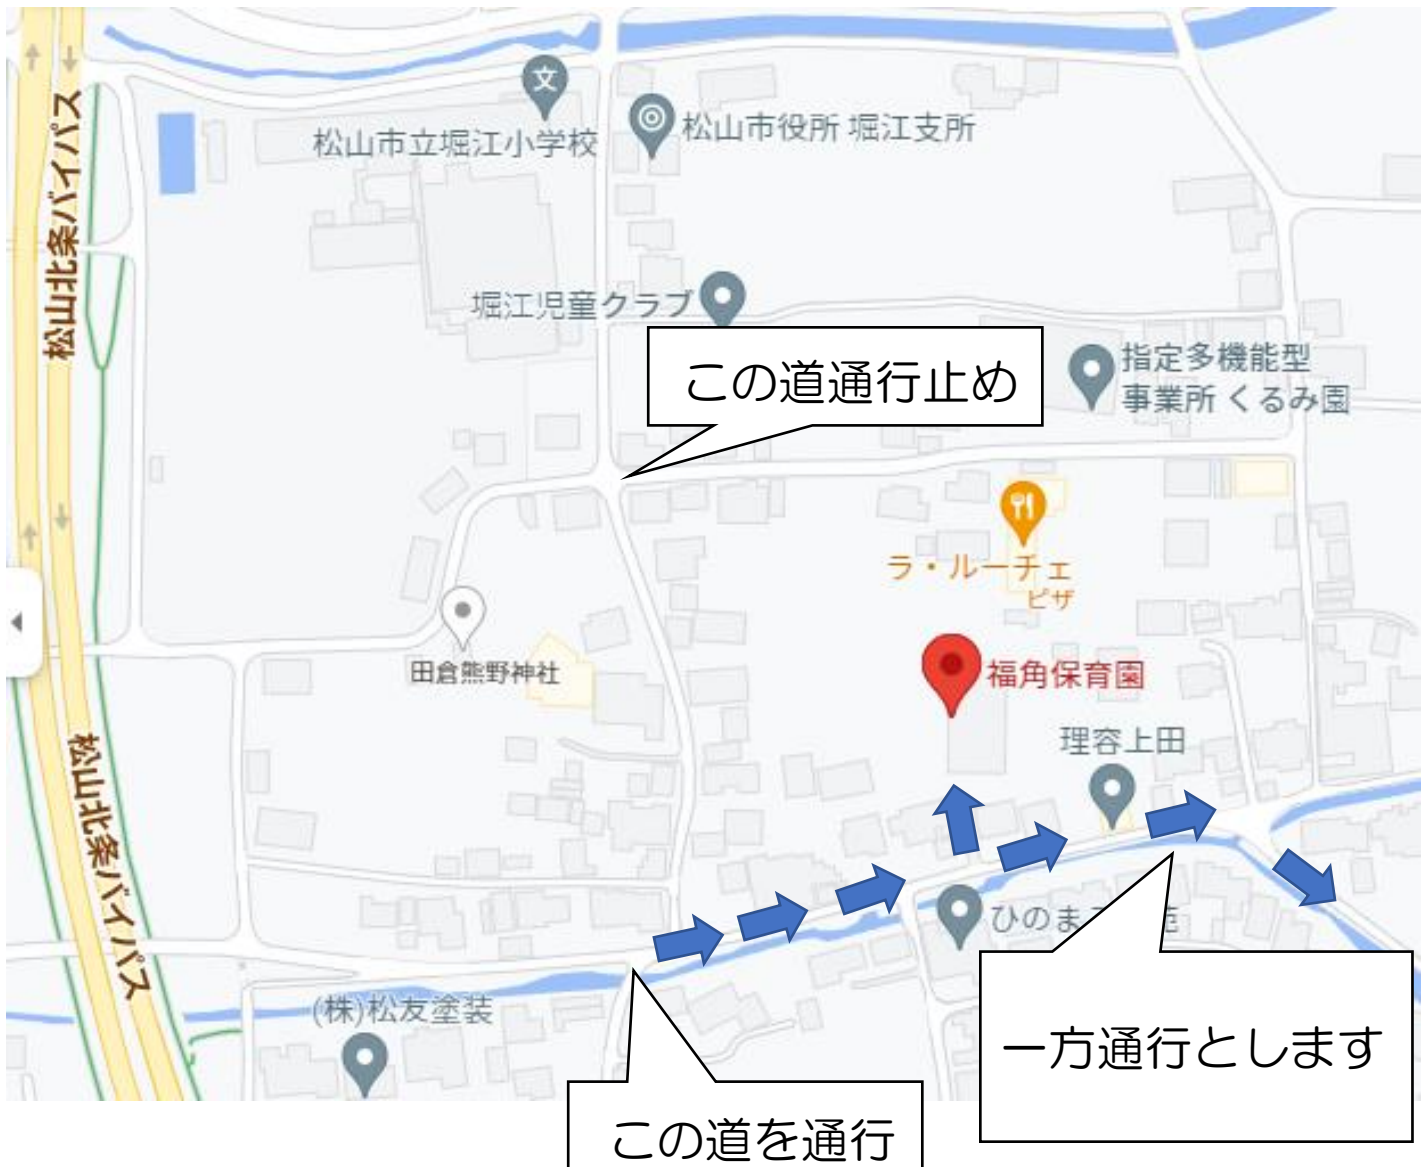 松山市立堀江小学校
松山市役所 堀江支所
松山北条バイパス
堀江児童クラブ
この道通行止め
指定多機能型
事業所 くるみ園
ラ・ルーチェ
ピザ
田倉熊野神社
福角保育園
理容上田
松山北条バイパス
ひのま
(株)松友塗装
一方通行とします
この道を通行